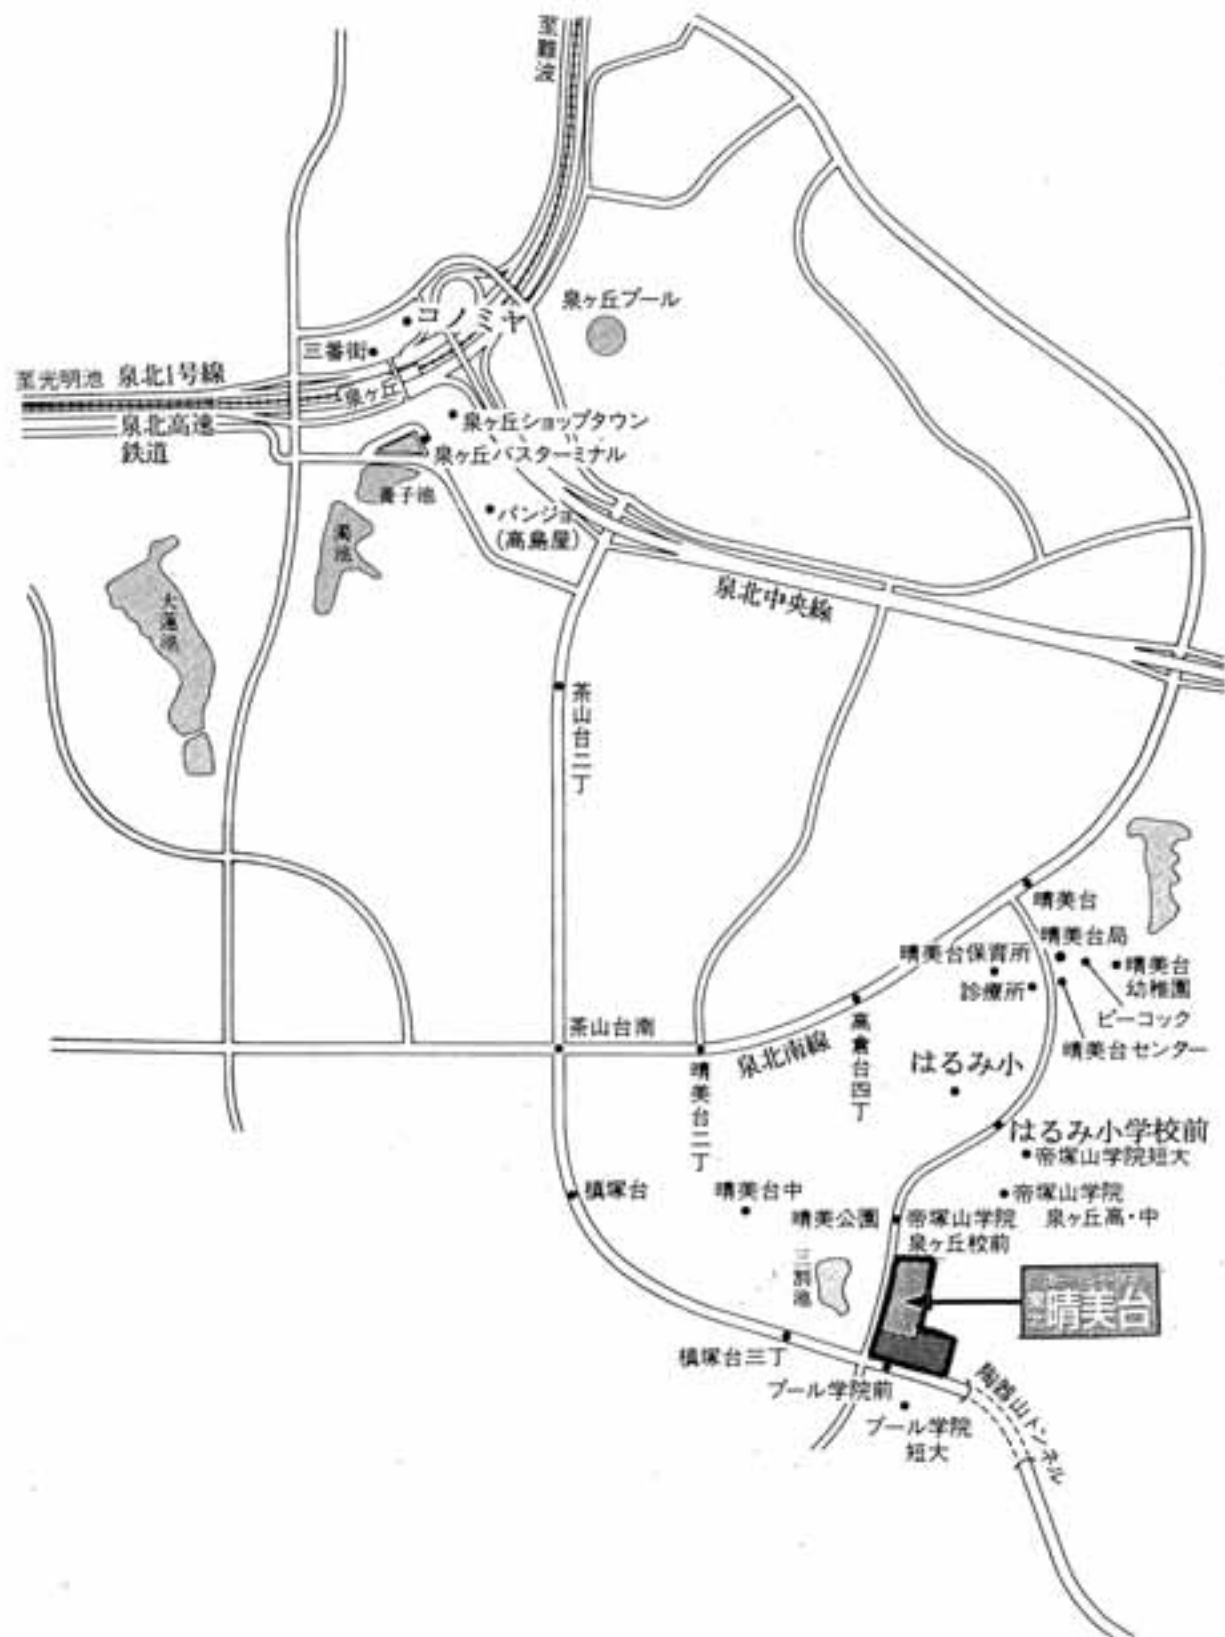 至難波
泉ヶ丘プール
コノミヤ
三番街
至光明池 泉北1号線
泉ヶ丘
泉北高速
鉄道
泉ヶ丘ショップタウン
泉ヶ丘バスターミナル
養子池
濁池
パンジョ
(高島屋)
大蓮池
泉北中央線
茶山台二丁
晴美台
晴美台局
晴美台保育所
晴美台
幼稚園
診療所
ピーコック
晴美台センター
茶山台南
泉北南線
高倉台四丁
はるみ小
晴美台二丁
はるみ小学校前
帝塚山学院短大
槙塚台
晴美台中
帝塚山学院
泉ヶ丘高・中
晴美公園
帝塚山学院
泉ヶ丘校前
晴美台
槙塚台三丁
プール学院前
プール学院
短大
陶器山トンネル